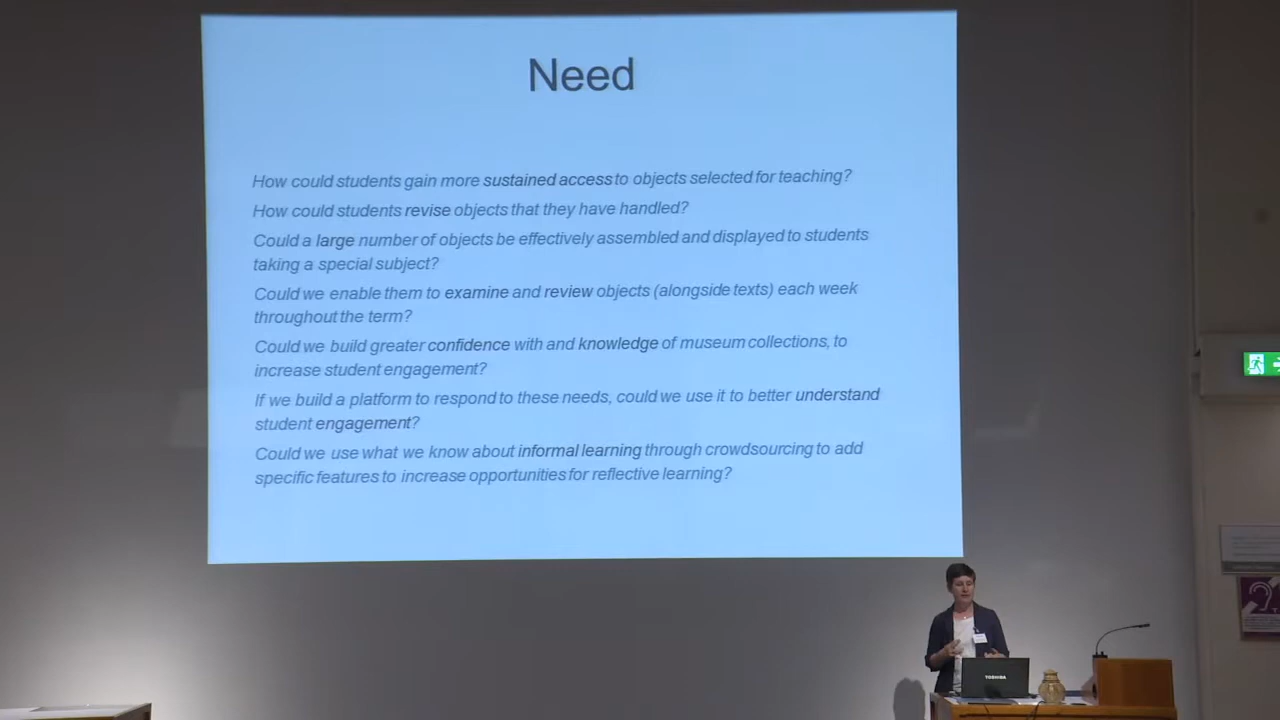 Need
How could students gain more sustained access to objects selected for teaching?
How could students revise objects that they have handled?
Could a large number of objects be effectively assembled and displayed to students
taking a special subject?
Could we enable them to examine and review objects (alongside texts) each week
throughout the term?
Could we build greater confidence with and knowledge of museum collections, to
increase student engagement?
If we build a platform to respond to these needs, could we use it to better understand
student engagement?
Could we use what we know about informal learning through crowdsourcing to add
specific features to increase opportunities for reflective learning?
TOSHIBA